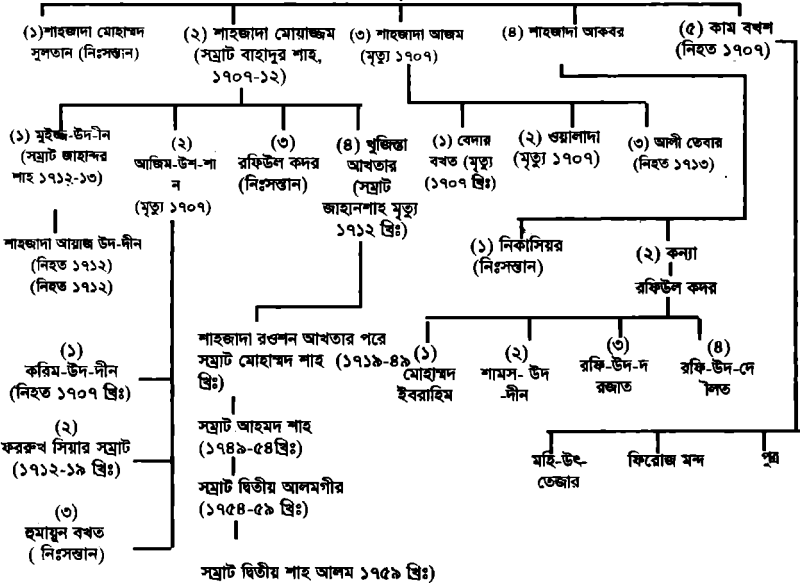 (১)শাহজাদা মোহাম্মদ
সুলতান (নিঃসন্তান)
(২) শাহজাদা মোয়াজ্জম
(সম্রাট বাহাদুর শাহ,
১৭০৭-১২)
(৩) শাহজাদা আজম
(মৃত্যু ১৭০৭)
(৪) শাহজাদা আকবর
(৫) কাম বখশ
(নিহত ১৭০৭)
(১) মুইজ্জ-উদ-দীন
(সম্রাট জাহান্দর
শাহ ১৭১২-১৩)
(২)
আজিম-উশ-শা
ন
(মৃত্যু ১৭০৭)
(৩)
রফিউল কদর
(নিঃসন্তান)
(৪) খুজিস্তা
আখতার
(সম্রাট
জাহানশাহ মৃত্যু
১৭১২ খ্রিঃ)
(১) বেদার
বখত (মৃত্যু
১৭০৭ খ্রিঃ)
(২) ওয়ালাদা
(মৃত্যু ১৭০৭)
(৩) আলী তেবার
(নিহত ১৭১৩)
শাহজাদা আয়াজ উদ-দীন
(নিহত ১৭১২)
(নিহত ১৭১২)
(১) নিকাসিয়র
(নিঃসন্তান)
(২) কন্যা
রফিউল কদর
শাহজাদা রওশন আখতার পরে
সম্রাট মোহাম্মদ শাহ (১৭১৯-৪৯
খ্রিঃ)
(১)
মোহাম্মদ
ইবরাহিম
(২)
শামস- উদ
-দীন
(৩)
রফি-উদ-দ
রজাত
(৪)
রফি-উদ-দে
ৗলত
(১)
করিম-উদ-দীন
(নিহত ১৭০৭ খ্রিঃ)
(২)
ফররুখ সিয়ার সম্রাট
(১৭১২-১৯ খ্রিঃ)
(৩)
হুমায়ুন বখত
( নিঃসন্তান)
সম্রাট আহমদ শাহ
(১৭৪৯-৫৪খ্রিঃ)
সম্রাট দ্বিতীয় আলমগীর
(১৭৫৪-৫৯ খ্রিঃ)
সম্রাট দ্বিতীয় শাহ আলম ১৭৫৯ খ্রিঃ)
মহি-উৎ-
তেজার
ফিরোজ মন্দ
পুত্র